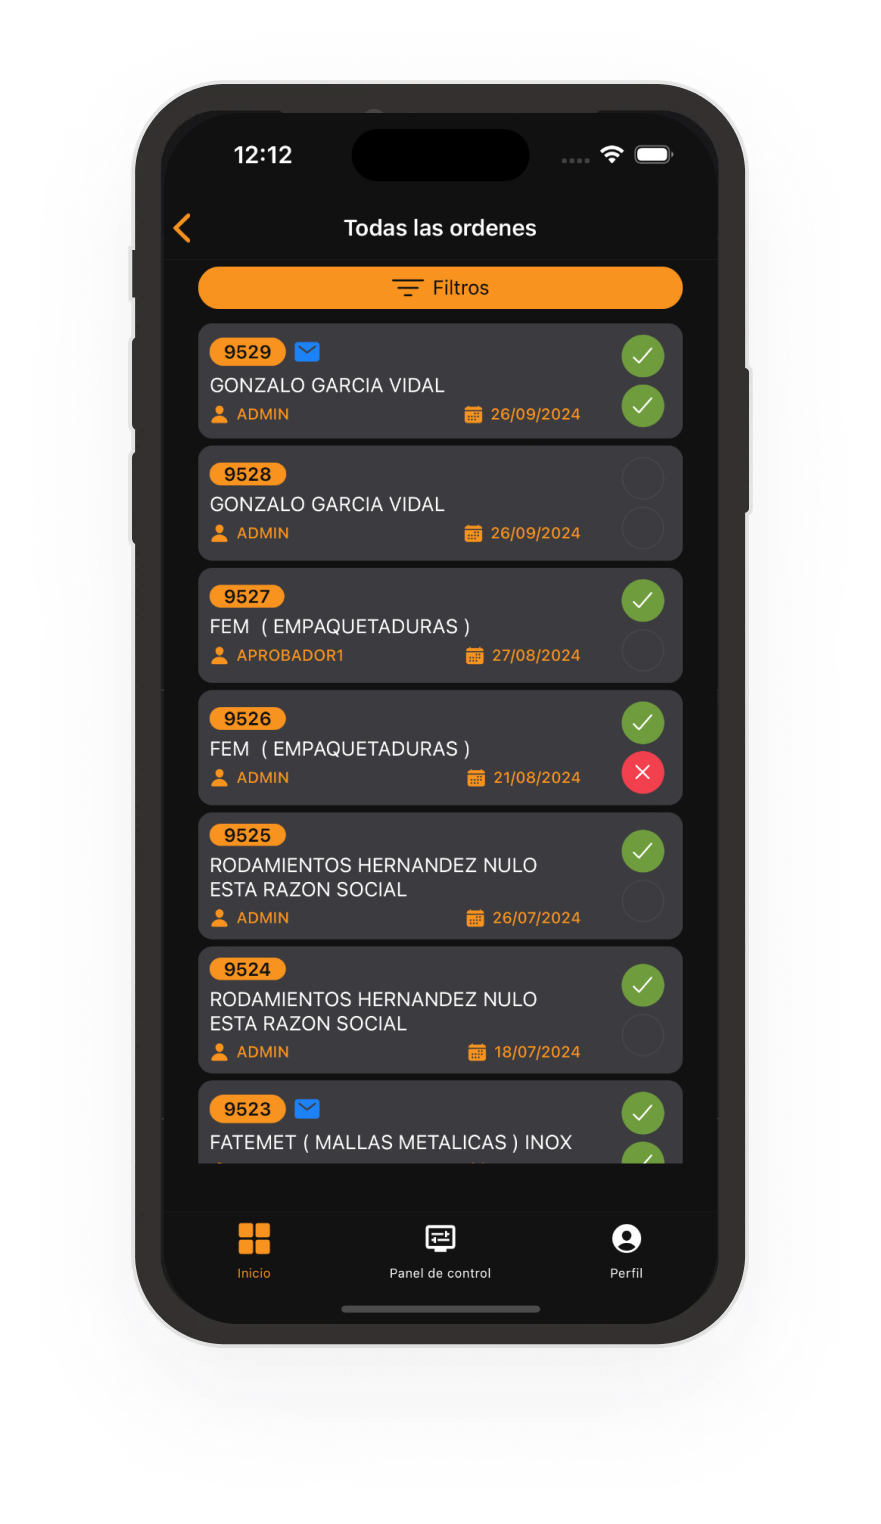 12:12
Todas las ordenes
Filtros
9529
GONZALO GARCIA VIDAL
ADMIN 26/09/2024
9528
GONZALO GARCIA VIDAL
ADMIN 26/09/2024
9527
FEM ( EMPAQUETADURAS )
APROBADOR1 27/08/2024
9526
FEM ( EMPAQUETADURAS )
ADMIN 21/08/2024
9525
RODAMIENTOS HERNANDEZ NULO
ESTA RAZON SOCIAL
ADMIN 26/07/2024
9524
RODAMIENTOS HERNANDEZ NULO
ESTA RAZON SOCIAL
ADMIN 18/07/2024
9523
FATEMET ( MALLAS METALICAS ) INOX
Inicio Panel de control Perfil